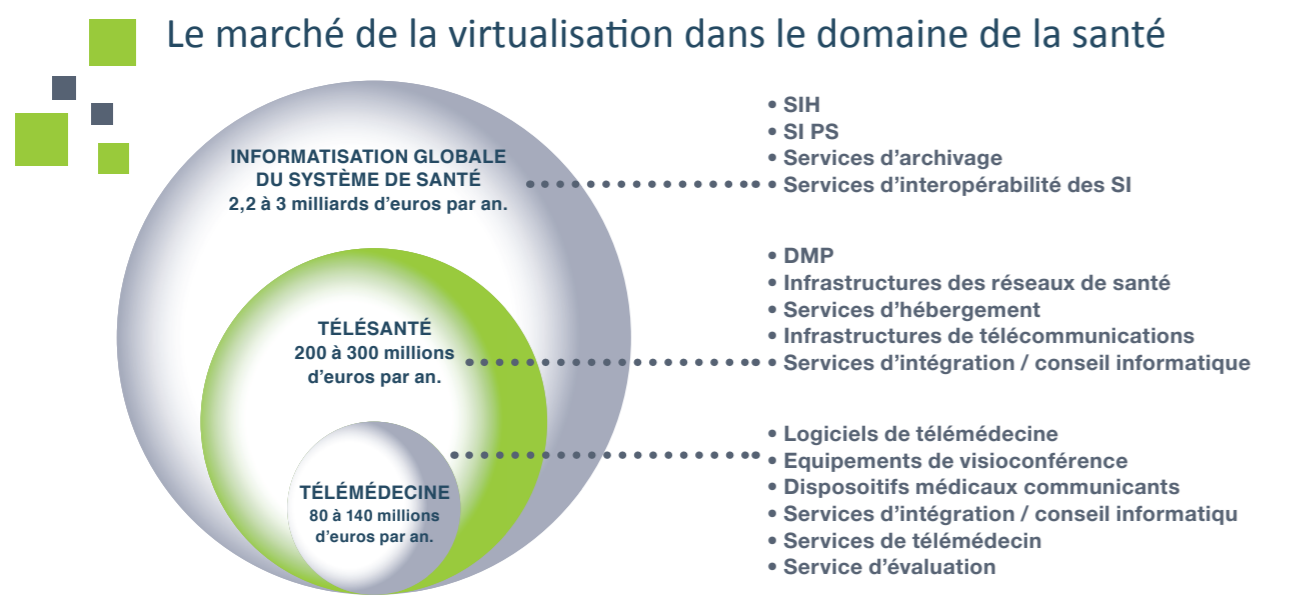 Le marché de la virtualisation dans le domaine de la santé
INFORMATISATION GLOBALE
DU SYSTÈME DE SANTÉ
2,2 à 3 milliards d'euros par an.
• SIH
• SI PS
• Services d'archivage
• Services d'interopérabilité des SI
TÉLÉSANTÉ
200 à 300 millions
d'euros par an.
• DMP
• Infrastructures des réseaux de santé
• Services d'hébergement
• Infrastructures de télécommunications
• Services d'intégration / conseil informatique
TÉLÉMÉDECINE
80 à 140 millions
d'euros par an.
• Logiciels de télémédecine
• Equipements de visioconférence
• Disposoitifs médicaux communicants
• Services d'intégration / conseil informatiqu
• Services de télémédecin
• Service d'évaluation